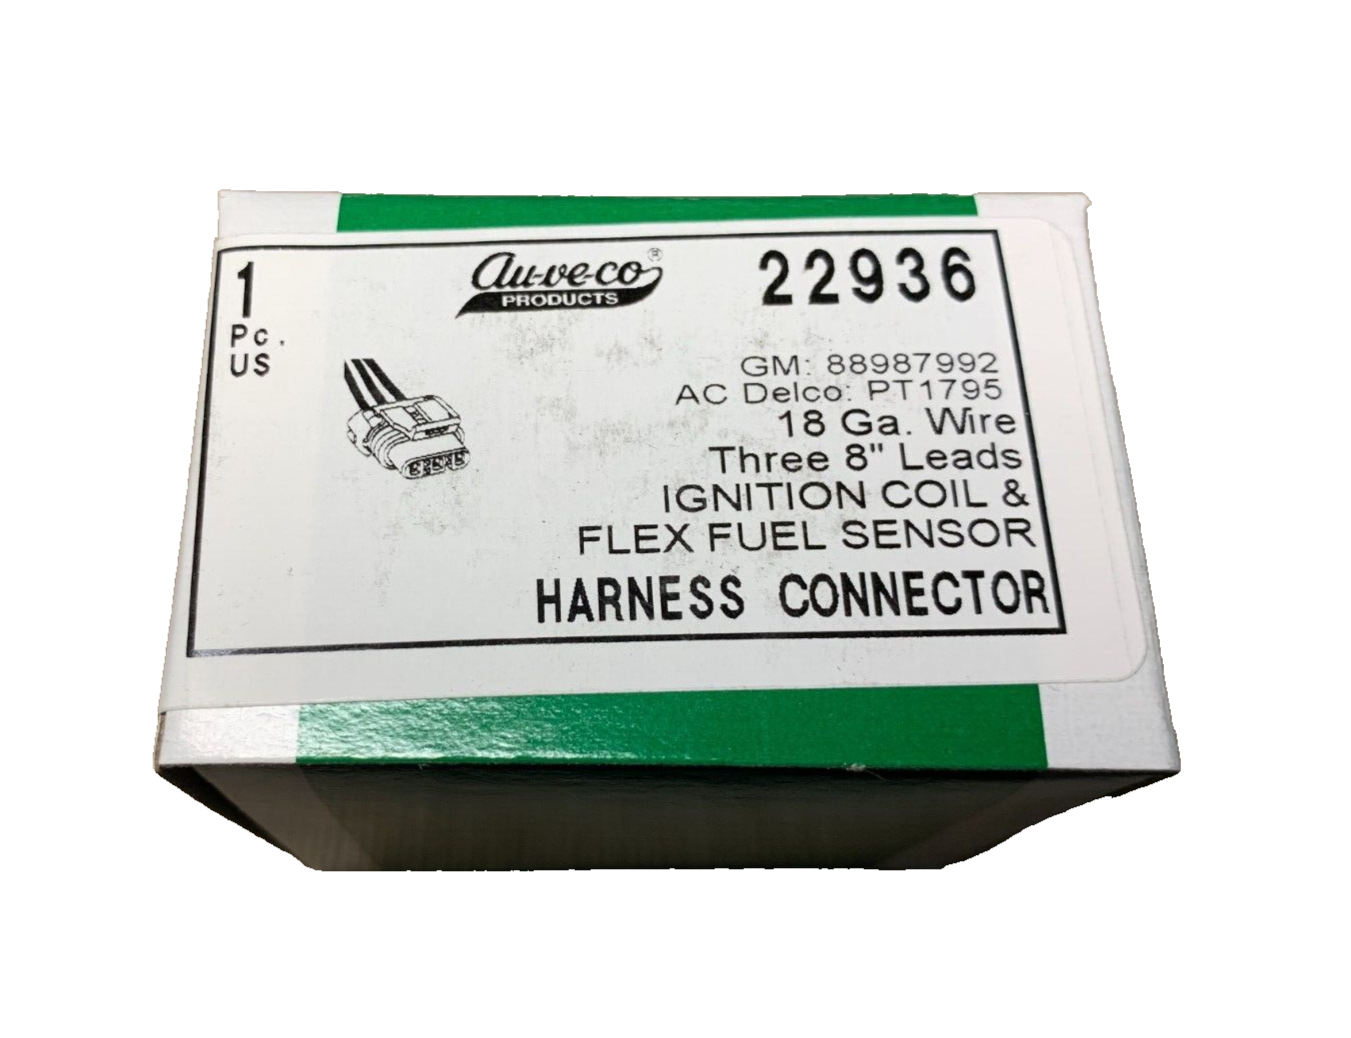 1
Pc.
US
au-ve-co®
PRODUCTS
22936
GM: 88987992
AC Delco: PT1795
18 Ga. Wire
Three 8" Leads
IGNITION COIL &
FLEX FUEL SENSOR
HARNESS CONNECTOR